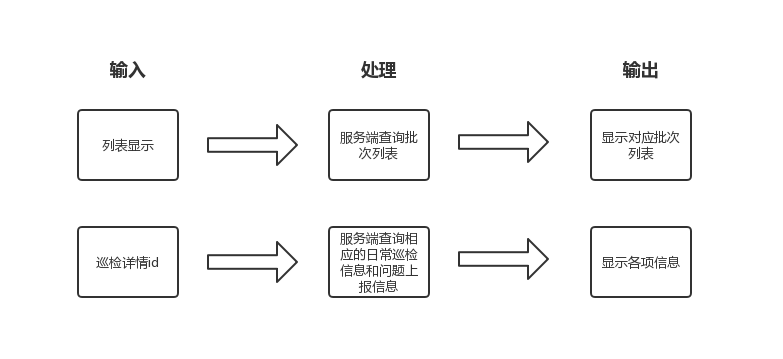 输入
处理
输出
列表显示
服务端查询批
次列表
显示对应批次
列表
巡检详情id
服务端查询相
应的日常巡检
信息和问题上
报信息
显示各项信息